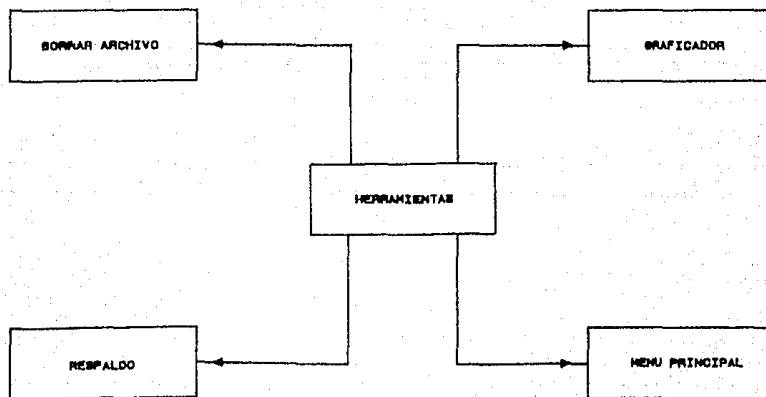 BORRAR ARCHIVO
GRAFICADOR
HERRAMIENTAS
RESPALDO
MENU PRINCIPAL